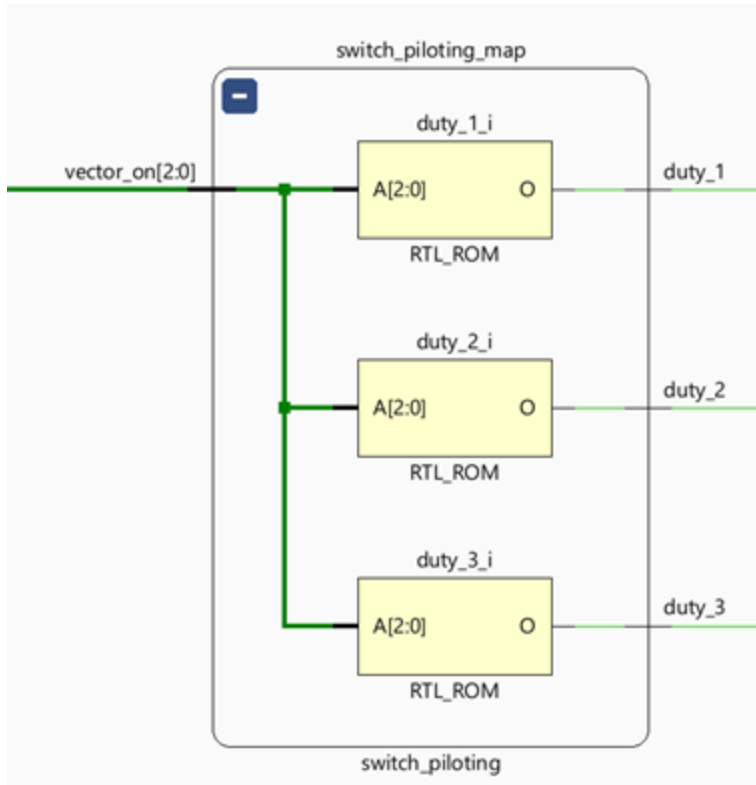 switch_piloting_map
duty_1_i
vector_on[2:0]
A[2:0]
O
duty_1
RTL_ROM
duty_2_i
A[2:0]
O
duty_2
RTL_ROM
duty_3_i
A[2:0]
O
duty_3
RTL_ROM
switch_piloting